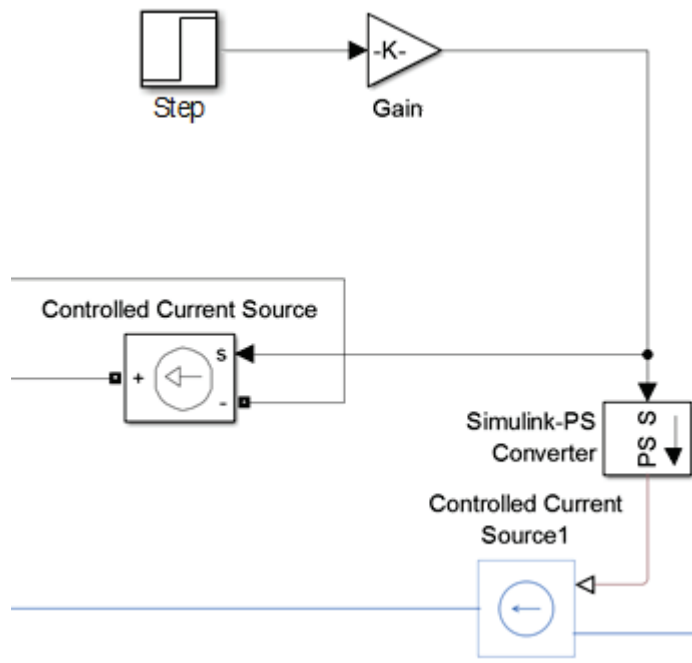 Step
-K-
Gain
Controlled Current Source
s
+
-
Simulink-PS
Converter
PS S
Controlled Current
Source1